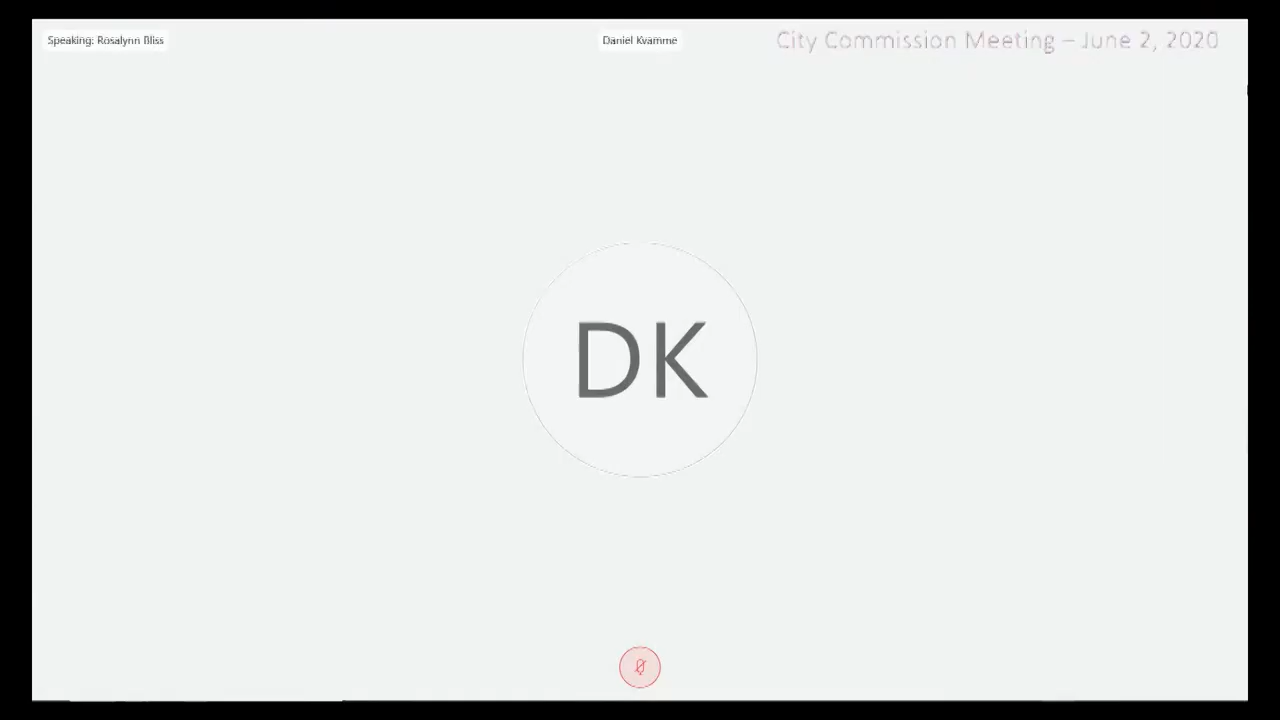 Speaking: Rosalynn Bliss
Daniel Kvamme
City Commission Meeting – June 2, 2020
DK